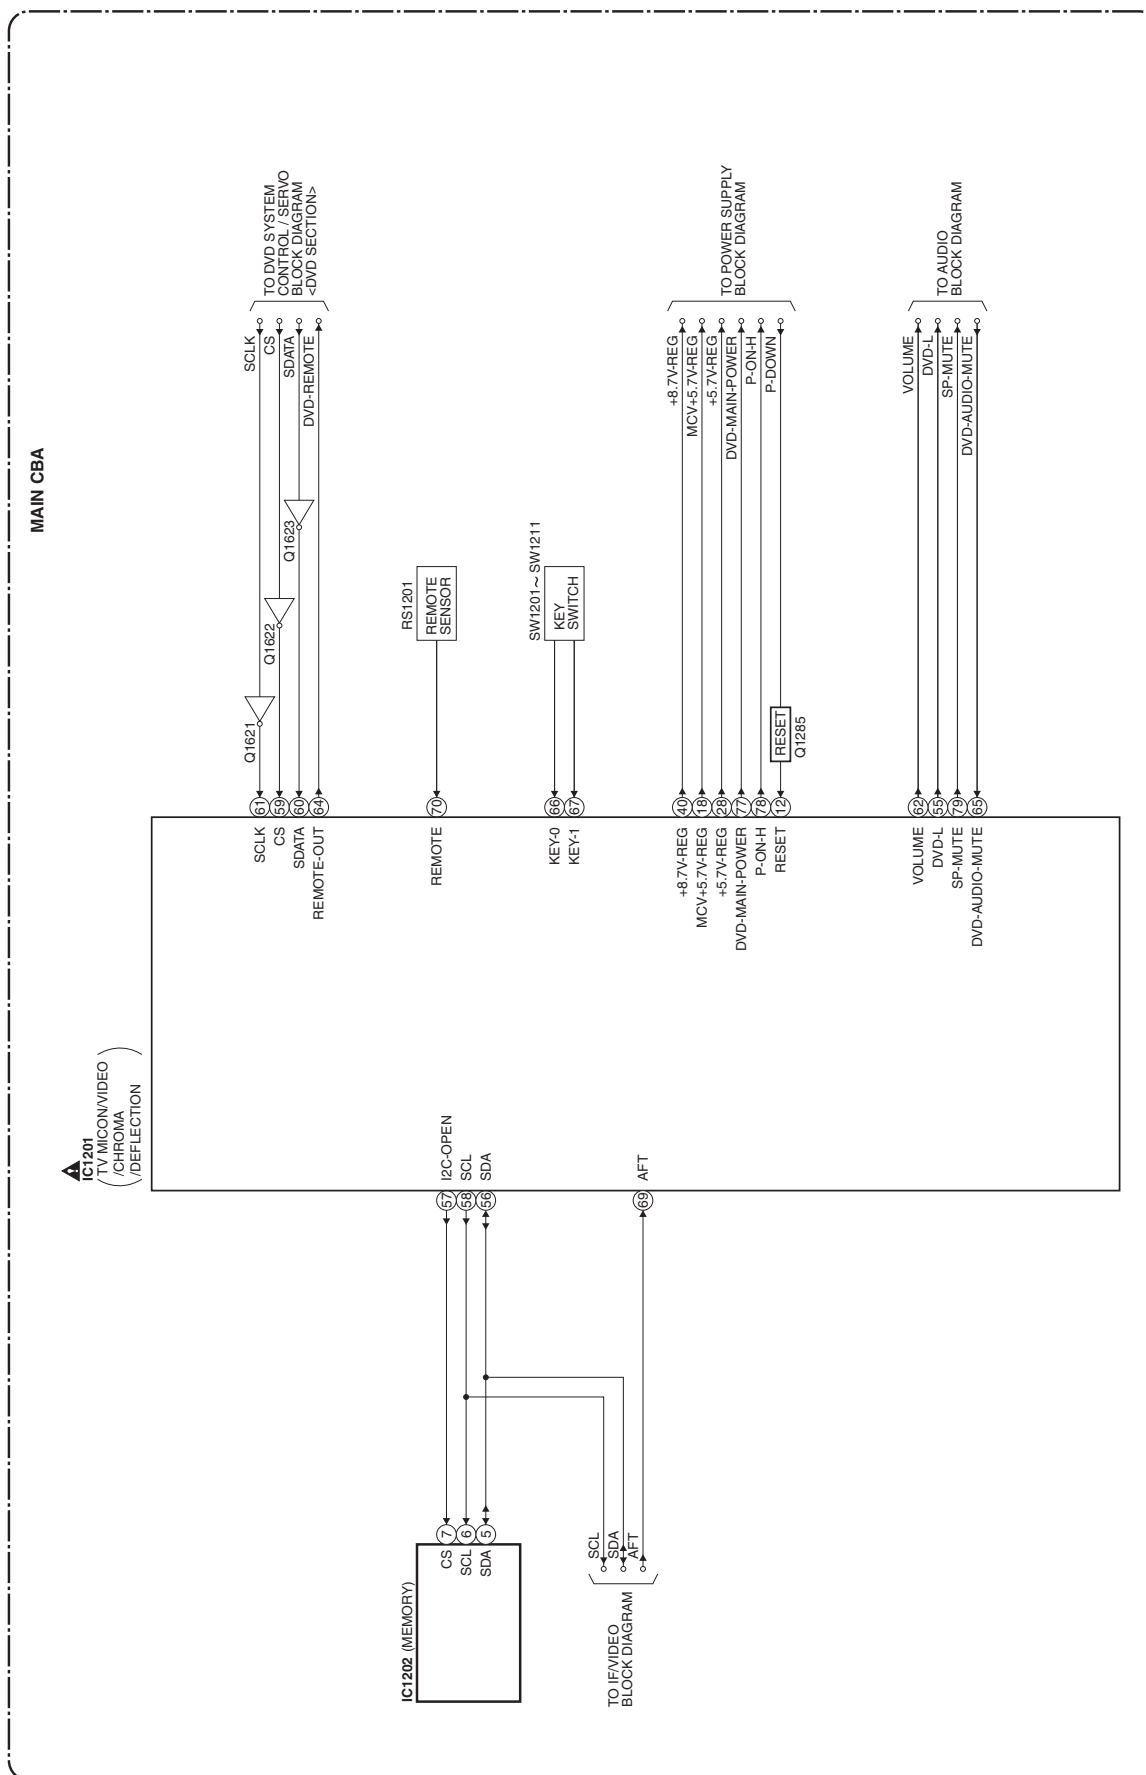 MAIN CBA
TO DVD SYSTEM
CONTROL / SERVO
BLOCK DIAGRAM
<DVD SECTION>
SCLK
CS
SDATA
DVD-REMOTE
Q1621
Q1622
Q1623
61
59
60
64
SCLK
CS
SDATA
REMOTE-OUT
RS1201
REMOTE
SENSOR
70
REMOTE
SW1201~SW1211
KEY
SWITCH
66
67
KEY-0
KEY-1
TO POWER SUPPLY
BLOCK DIAGRAM
+8.7V-REG
MCV+5.7V-REG
+5.7V-REG
DVD-MAIN-POWER
P-ON-H
P-DOWN
RESET
Q1285
40
18
28
77
78
12
+8.7V-REG
MCV+5.7V-REG
+5.7V-REG
DVD-MAIN-POWER
P-ON-H
RESET
TO AUDIO
BLOCK DIAGRAM
VOLUME
DVD-L
SP-MUTE
DVD-AUDIO-MUTE
62
55
79
65
VOLUME
DVD-L
SP-MUTE
DVD-AUDIO-MUTE
IC1201
TV MICON/VIDEO
/CHROMA
/DEFLECTION
I2C-OPEN
SCL
SDA
57
58
56
AFT
69
7
6
5
CS
SCL
SDA
IC1202 (MEMORY)
SCL
SDA
AFT
TO IF/VIDEO
BLOCK DIAGRAM